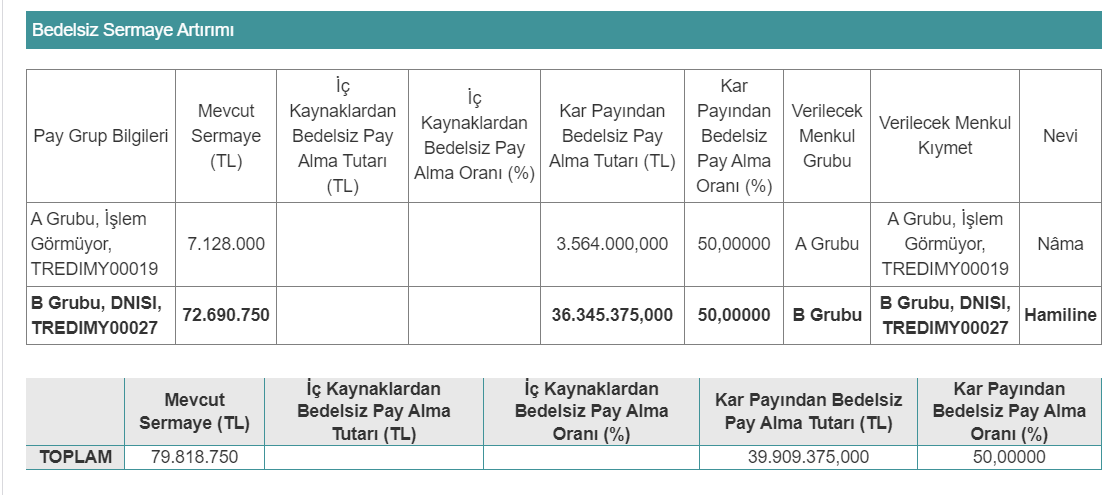 Bedelsiz Sermaye Artırımı
Pay Grup Bilgileri
Mevcut
Sermaye
(TL)
İç
Kaynaklardan
Bedelsiz Pay
Alma Tutarı
(TL)
İç
Kaynaklardan
Bedelsiz Pay
Alma Oranı (%)
Kar Payından
Bedelsiz Pay
Alma Tutarı (TL)
Kar
Payından
Bedelsiz
Pay Alma
Oranı (%)
Verilecek
Menkul
Grubu
Verilecek Menkul
Kıymet
Nevi
A Grubu, İşlem
Görmüyor,
TREDIMY00019
7.128.000
3.564.000,000
50,00000
A Grubu
A Grubu, İşlem
Görmüyor,
TREDIMY00019
Nâma
B Grubu, DNISI,
TREDIMY00027
72.690.750
36.345.375,000
50,00000
B Grubu
B Grubu, DNISI,
TREDIMY00027
Hamiline
Mevcut
Sermaye (TL)
İç Kaynaklardan
Bedelsiz Pay Alma
Tutarı (TL)
İç Kaynaklardan
Bedelsiz Pay Alma
Oranı (%)
Kar Payından Bedelsiz
Pay Alma Tutarı (TL)
Kar Payından
Bedelsiz Pay Alma
Oranı (%)
TOPLAM
79.818.750
39.909.375,000
50,00000